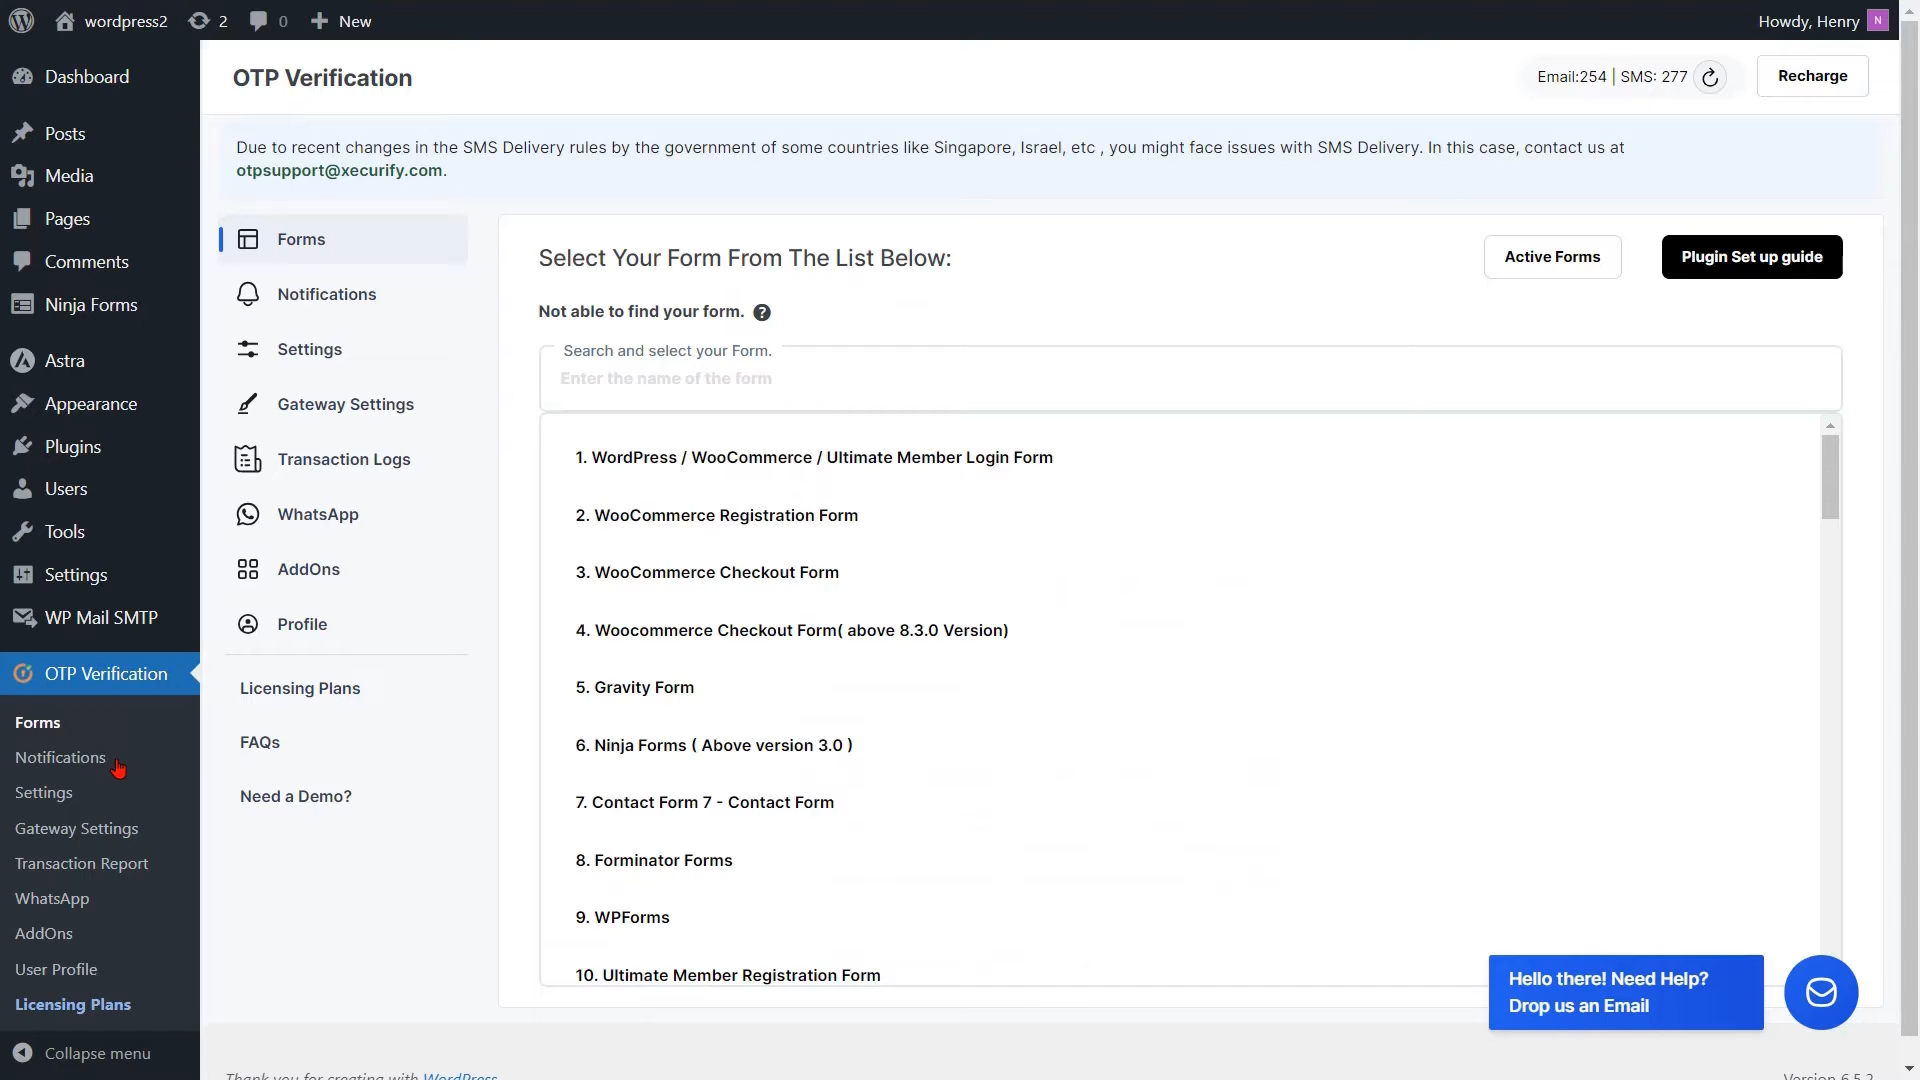 wordpress2 2 0 New Howdy, Henry N
Dashboard
Posts
Media
Pages
Comments
Ninja Forms
Astra
Appearance
Plugins
Users
Tools
Settings
WP Mail SMTP
OTP Verification
Forms
Notifications
Settings
Gateway Settings
Transaction Report
WhatsApp
AddOns
User Profile
Licensing Plans
Collapse menu
OTP Verification
Email:254 | SMS: 277
Recharge
Due to recent changes in the SMS Delivery rules by the government of some countries like Singapore, Israel, etc , you might face issues with SMS Delivery. In this case, contact us at
otpsupport@xecurify.com.
Forms
Notifications
Settings
Gateway Settings
Transaction Logs
WhatsApp
AddOns
Profile
Licensing Plans
FAQs
Need a Demo?
Select Your Form From The List Below:
Active Forms
Plugin Set up guide
Not able to find your form. ?
Search and select your Form.
Enter the name of the form
1. WordPress / WooCommerce / Ultimate Member Login Form
2. WooCommerce Registration Form
3. WooCommerce Checkout Form
4. Woocommerce Checkout Form( above 8.3.0 Version)
5. Gravity Form
6. Ninja Forms ( Above version 3.0 )
7. Contact Form 7 - Contact Form
8. Forminator Forms
9. WPForms
10. Ultimate Member Registration Form
Hello there! Need Help?
Drop us an Email
Thank you for creating with WordPress
Version 6.5.2